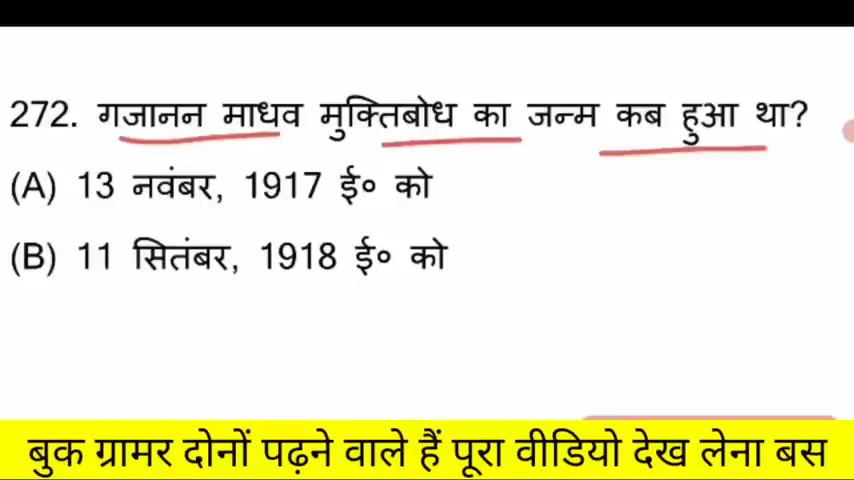 272. गजानन माधव मुक्तिबोध का जन्म कब हुआ था?
(A) 13 नवंबर, 1917 ई० को
(B) 11 सितंबर, 1918 ई० को
बुक ग्रामर दोनों पढ़ने वाले हैं पूरा वीडियो देख लेना बस